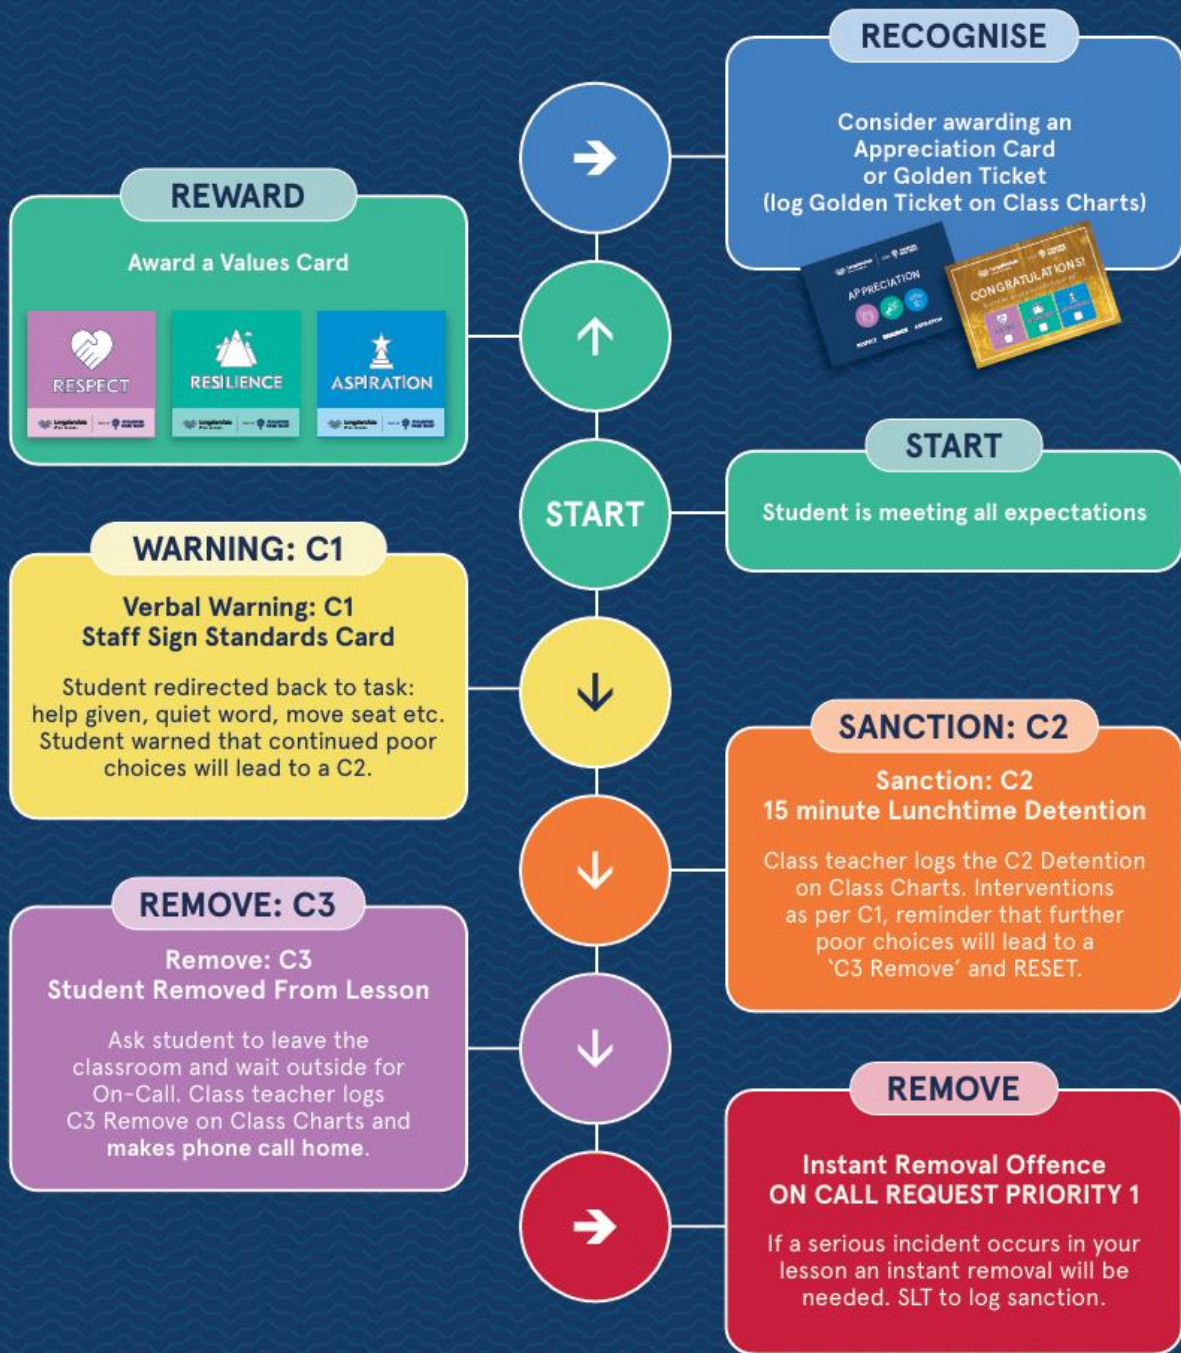 RECOGNISE
Consider awarding an
Appreciation Card
or Golden Ticket
(log Golden Ticket on Class Charts)
APPRECIATION
RESPECT RESILIENCE ASPIRATION
CONGRATULATIONS!
REWARD
Award a Values Card
RESPECT
RESILIENCE
ASPIRATION
Longdendale
Longdendale
Longdendale
START
START
Student is meeting all expectations
WARNING: C1
Verbal Warning: C1
Staff Sign Standards Card
Student redirected back to task:
help given, quiet word, move seat etc.
Student warned that continued poor
choices will lead to a C2.
SANCTION: C2
Sanction: C2
15 minute Lunchtime Detention
Class teacher logs the C2 Detention
on Class Charts. Interventions
as per C1, reminder that further
poor choices will lead to a
‘C3 Remove’ and RESET.
REMOVE: C3
Remove: C3
Student Removed From Lesson
Ask student to leave the
classroom and wait outside for
On-Call. Class teacher logs
C3 Remove on Class Charts and
makes phone call home.
REMOVE
Instant Removal Offence
ON CALL REQUEST PRIORITY 1
If a serious incident occurs in your
lesson an instant removal will be
needed. SLT to log sanction.